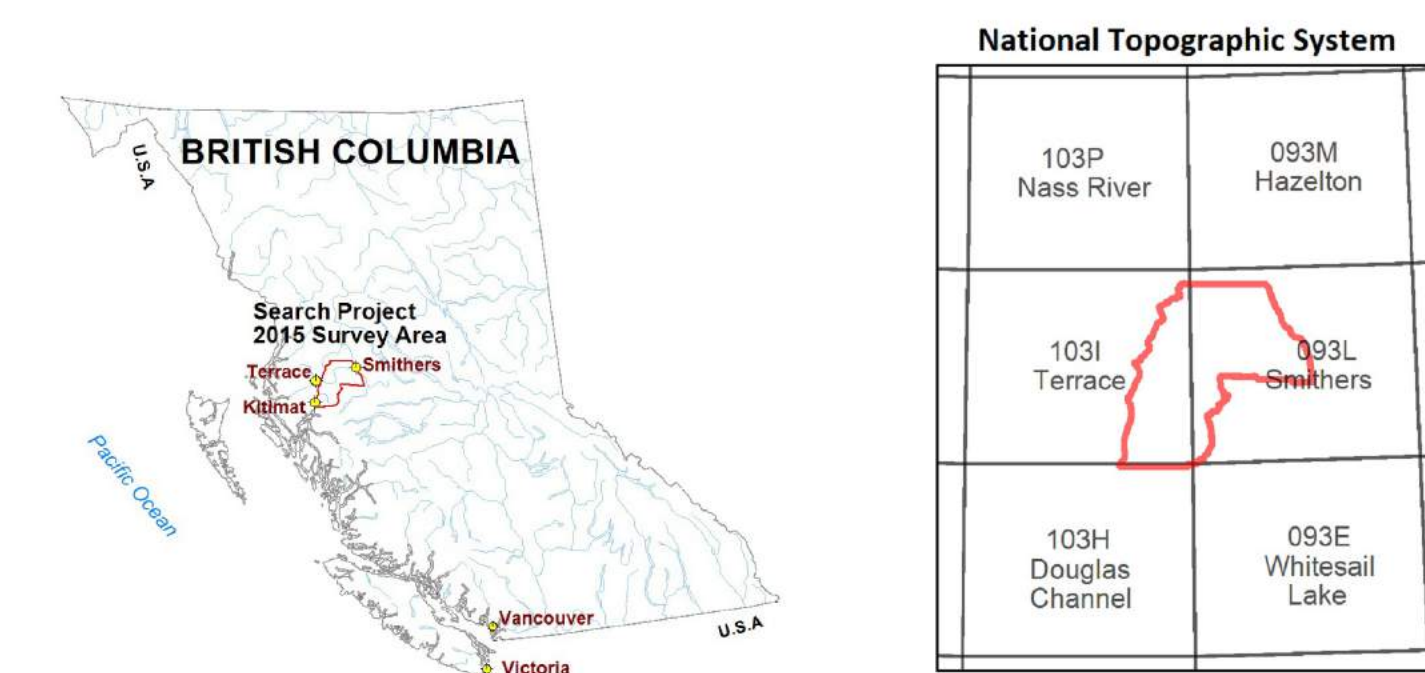 BRITISH COLUMBIA
U.S.A
Search Project
2015 Survey Area
Terrace
Smithers
Kitimat
Pacific Ocean
Vancouver
U.S.A
Victoria
National Topographic System
103P
Nass River
093M
Hazelton
103I
Terrace
093L
Smithers
103H
Douglas
Channel
093E
Whitesail
Lake